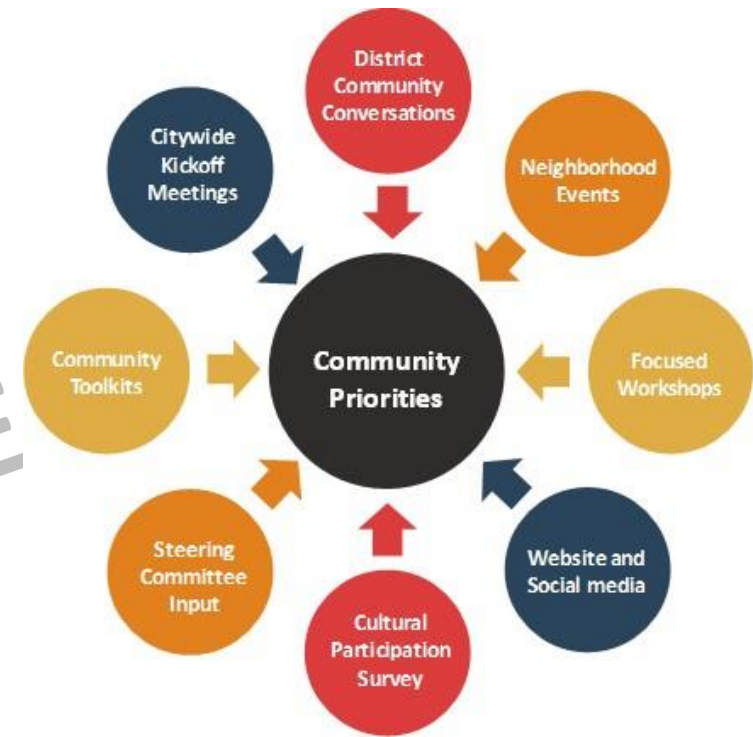 District
Community
Conversations
Neighborhood
Events
Focused
Workshops
Website and
Social media
Cultural
Participation
Survey
Steering
Committee
Input
Community
Toolkits
Citywide
Kickoff
Meetings
Community
Priorities